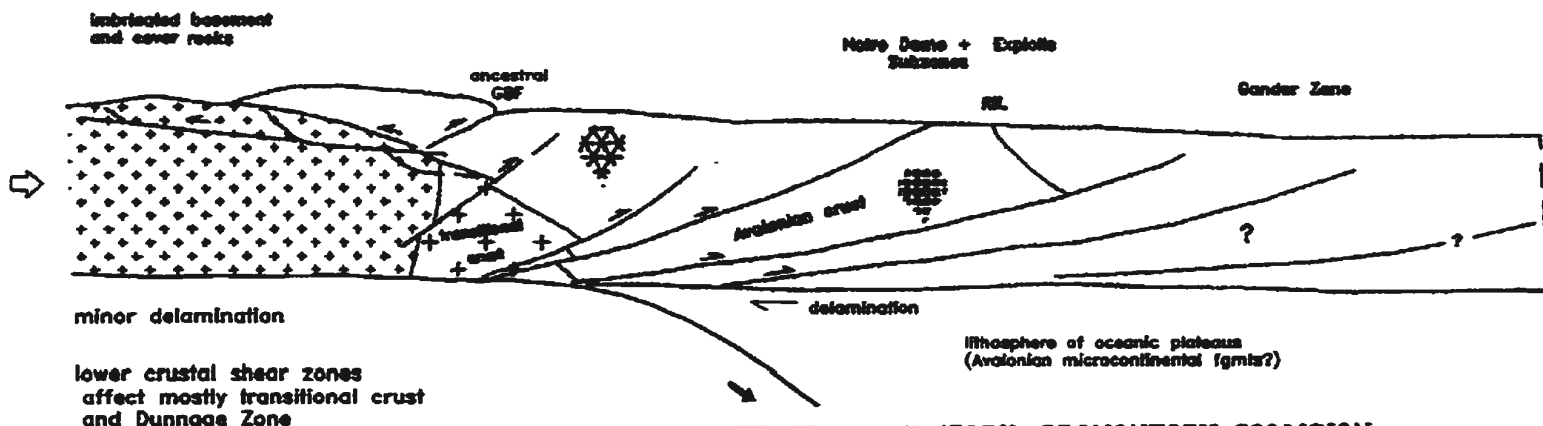 imbricated basement
and cover rocks
ancestral
GBF
Notre Dame + Exploits
Subzones
RIL
Gander Zone
transitional
crust
Avalonian crust
?
?
minor delamination
delamination
lithosphere of oceanic plateaus
(Avalonian microcontinental fgmts?)
lower crustal shear zones
affect mostly transitional crust
and Dunnage Zone